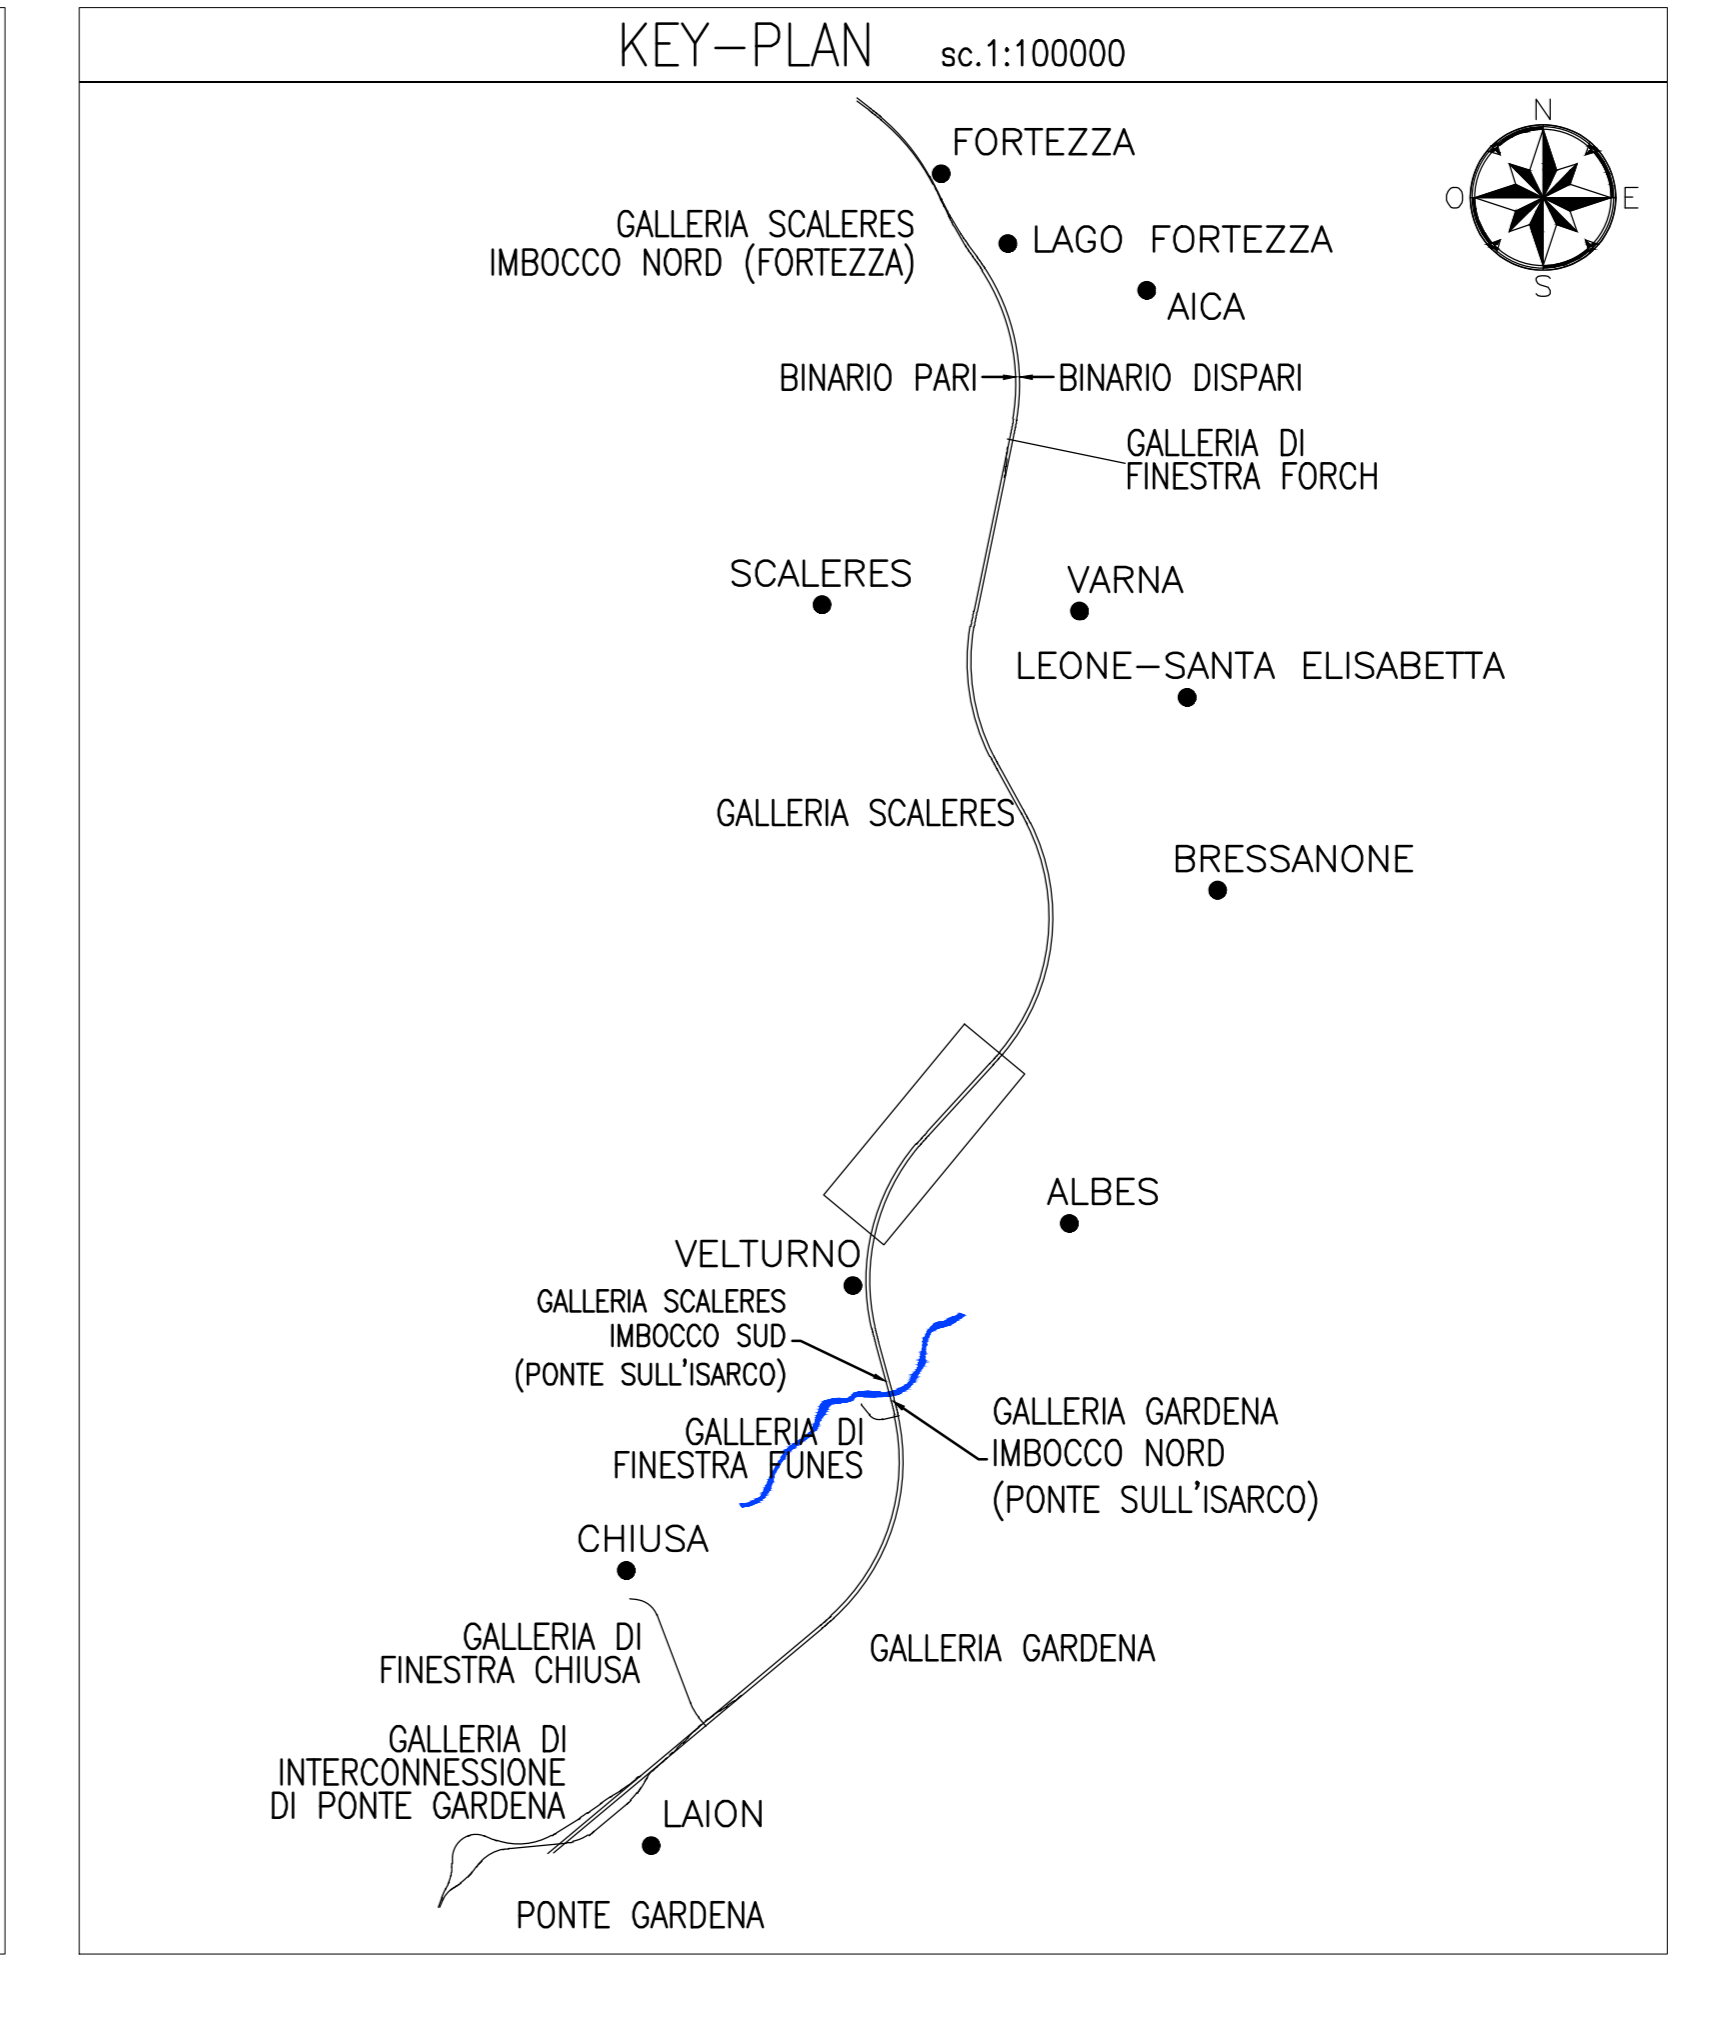 KEY-PLAN sc.1:100000
N
O
E
S
FORTEZZA
GALLERIA SCALERES
IMBOCCO NORD (FORTEZZA)
LAGO FORTEZZA
AICA
BINARIO PARI
BINARIO DISPARI
GALLERIA DI
FINESTRA FORCH
SCALERES
VARNA
LEONE-SANTA ELISABETTA
GALLERIA SCALERES
BRESSANONE
ALBES
VELTURNO
GALLERIA SCALERES
IMBOCCO SUD
(PONTE SULL'ISARCO)
GALLERIA DI
FINESTRA FUNES
GALLERIA GARDENA
IMBOCCO NORD
(PONTE SULL'ISARCO)
CHIUSA
GALLERIA DI
FINESTRA CHIUSA
GALLERIA GARDENA
GALLERIA DI
INTERCONNESSIONE
DI PONTE GARDENA
LAION
PONTE GARDENA